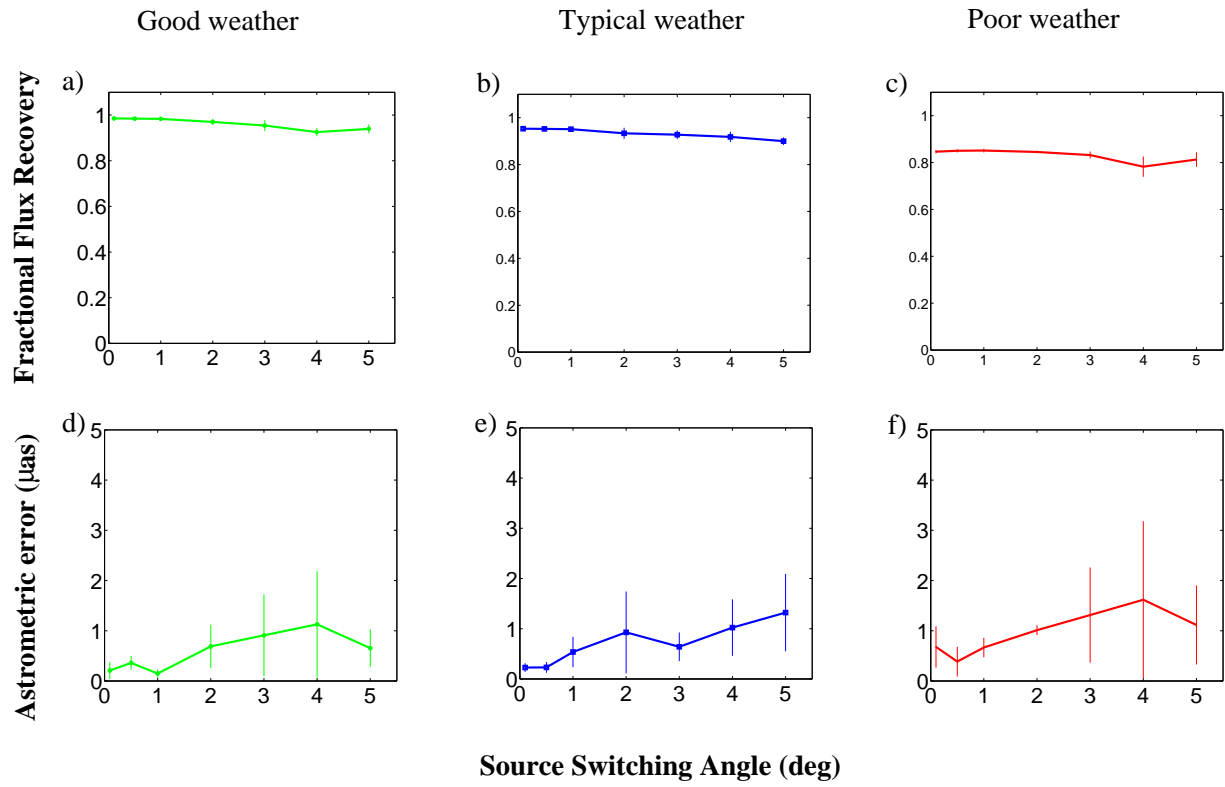 Good weather
Typical weather
Poor weather
Fractional Flux Recovery
a)
1
0.8
0.6
0.4
0.2
0
0 1 2 3 4 5
b)
1
0.8
0.6
0.4
0.2
0
0 1 2 3 4 5
c)
1
0.8
0.6
0.4
0.2
0
0 1 2 3 4 5
Astrometric error (μas)
d)
5
4
3
2
1
0
0 1 2 3 4 5
e)
5
4
3
2
1
0
0 1 2 3 4 5
f)
5
4
3
2
1
0
0 1 2 3 4 5
Source Switching Angle (deg)